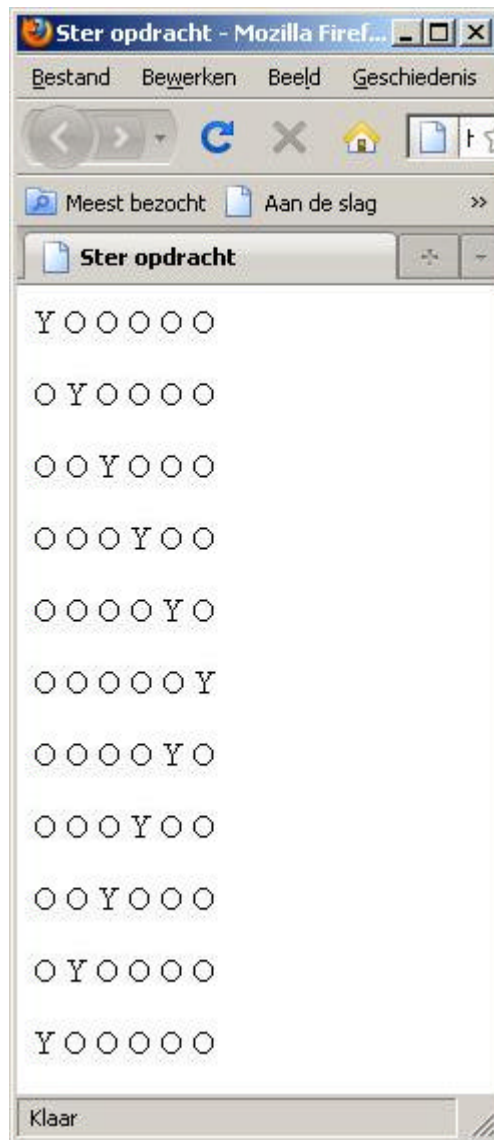 Ster opdracht - Mozilla Firef...
Bestand Bewerken Beeld Geschiedenis
Meest bezocht Aan de slag »
Ster opdracht
Y O O O O O
O Y O O O O
O O Y O O O
O O O Y O O
O O O O Y O
O O O O O Y
O O O O Y O
O O O Y O O
O O Y O O O
O Y O O O O
Y O O O O O
Klaar